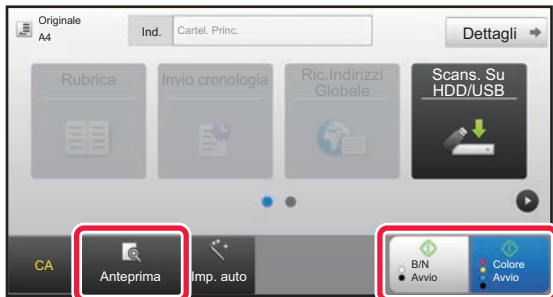 Originale
A4
Ind.
Cartel. Princ.
Dettagli
Rubrica
Invio cronologia
Ric.Indirizzi
Globale
Scans. Su
HDD/USB
CA
Anteprima
Imp. auto
B/N
Avvio
Colore
Avvio